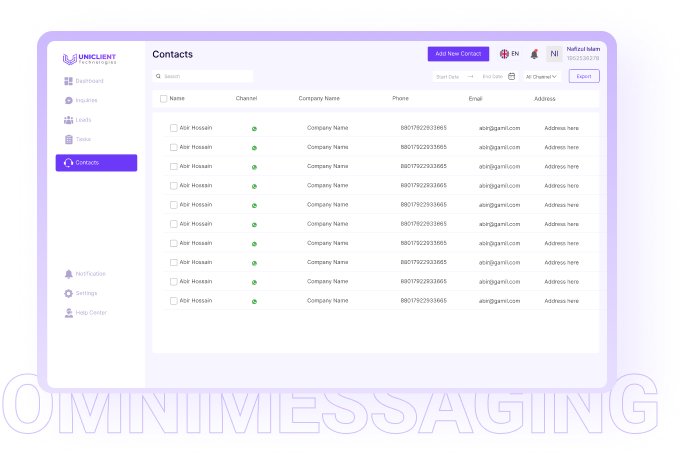 UNICLIENT
Technologies
Contacts
Add New Contact
EN
NI
Nafizul Islam
Search
Start Date → End Date
All Channel
Export
Dashboard
Inquiries
Leads
Tasks
Contacts
Notification
Settings
Help Center
Name Channel Company Name Phone Email Address
Abir Hossain Company Name 88017922933665 abir@gamil.com Address here
Abir Hossain Company Name 88017922933665 abir@gamil.com Address here
Abir Hossain Company Name 88017922933665 abir@gamil.com Address here
Abir Hossain Company Name 88017922933665 abir@gamil.com Address here
Abir Hossain Company Name 88017922933665 abir@gamil.com Address here
Abir Hossain Company Name 88017922933665 abir@gamil.com Address here
Abir Hossain Company Name 88017922933665 abir@gamil.com Address here
Abir Hossain Company Name 88017922933665 abir@gamil.com Address here
Abir Hossain Company Name 88017922933665 abir@gamil.com Address here
Abir Hossain Company Name 88017922933665 abir@gamil.com Address here
OMNIMESSAGING